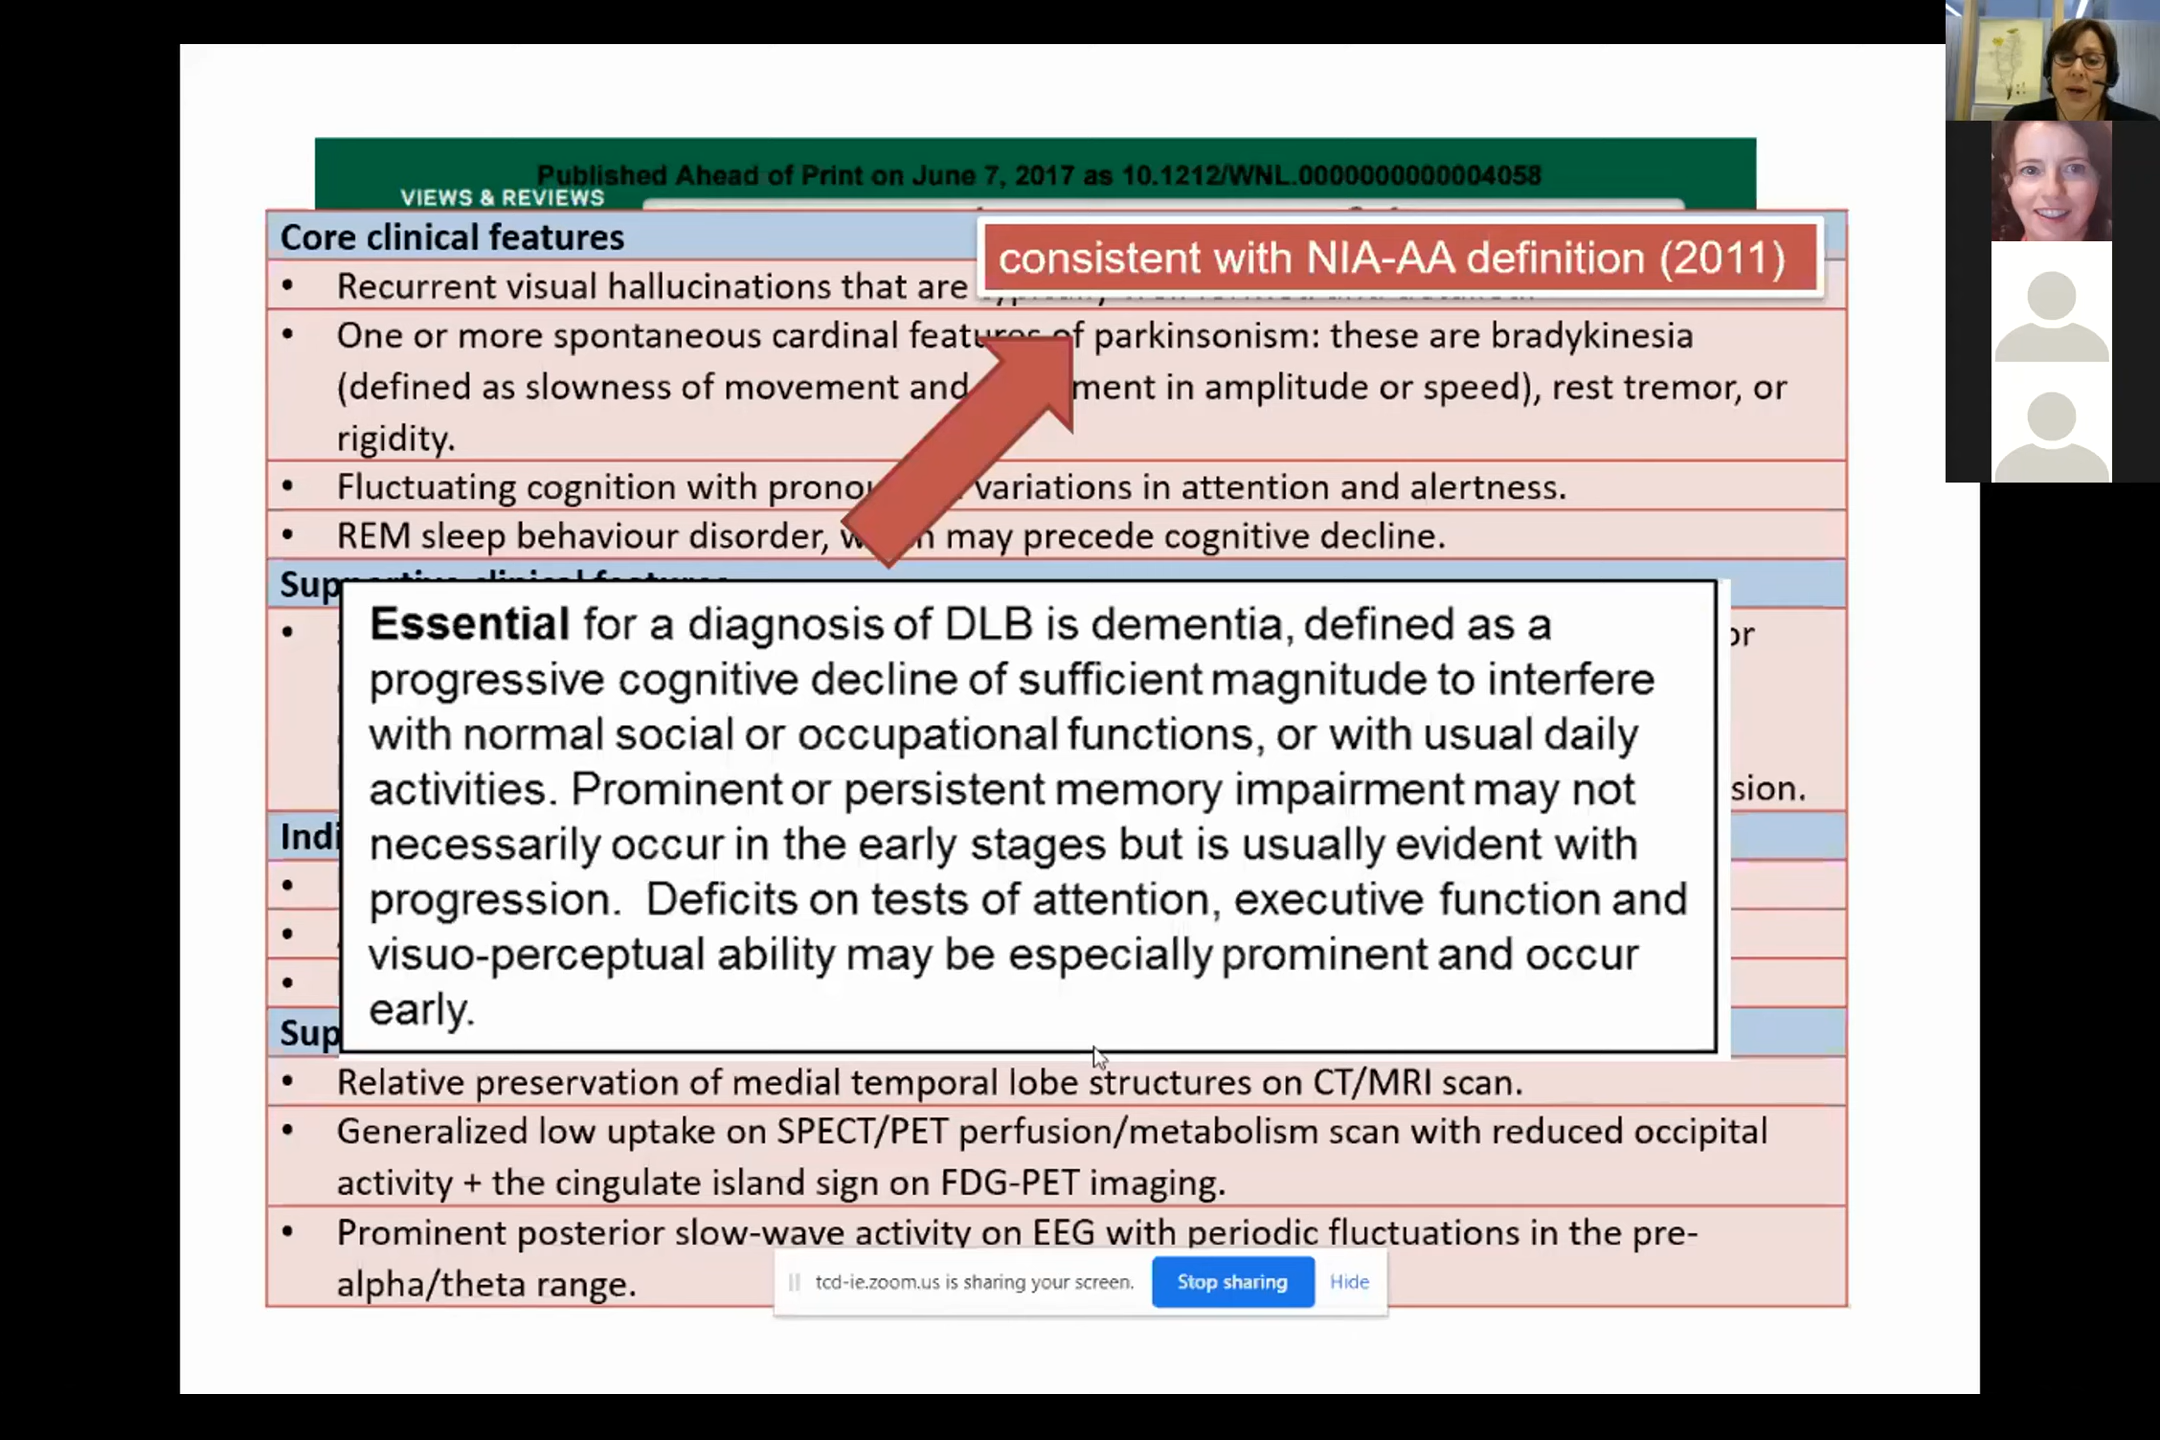 Published Ahead of Print on June 7, 2017 as 10.1212/WNL.0000000000004058
VIEWS & REVIEWS
Core clinical features
consistent with NIA-AA definition (2011)
• Recurrent visual hallucinations that are
• One or more spontaneous cardinal features of parkinsonism: these are bradykinesia
(defined as slowness of movement and ment in amplitude or speed), rest tremor, or
rigidity.
• Fluctuating cognition with variations in attention and alertness.
• REM sleep behaviour disorder, may precede cognitive decline.
Supportive clinical features
Essential for a diagnosis of DLB is dementia, defined as a
progressive cognitive decline of sufficient magnitude to interfere
with normal social or occupational functions, or with usual daily
activities. Prominent or persistent memory impairment may not
necessarily occur in the early stages but is usually evident with
progression. Deficits on tests of attention, executive function and
visuo-perceptual ability may be especially prominent and occur
early.
or
sion.
Indi
Sup
• Relative preservation of medial temporal lobe structures on CT/MRI scan.
• Generalized low uptake on SPECT/PET perfusion/metabolism scan with reduced occipital
activity + the cingulate island sign on FDG-PET imaging.
• Prominent posterior slow-wave activity on EEG with periodic fluctuations in the pre-
alpha/theta range.
tcd-ie.zoom.us is sharing your screen.
Stop sharing
Hide